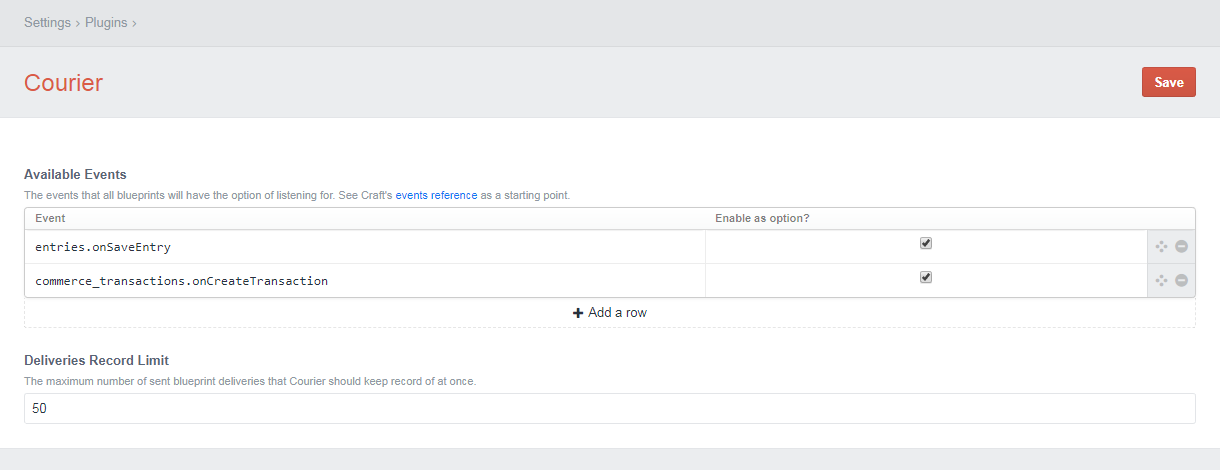 Settings › Plugins ›
Courier
Save
Available Events
The events that all blueprints will have the option of listening for. See Craft's events reference as a starting point.
Event Enable as option?
entries.onSaveEntry
commerce_transactions.onCreateTransaction
Add a row
Deliveries Record Limit
The maximum number of sent blueprint deliveries that Courier should keep record of at once.
50